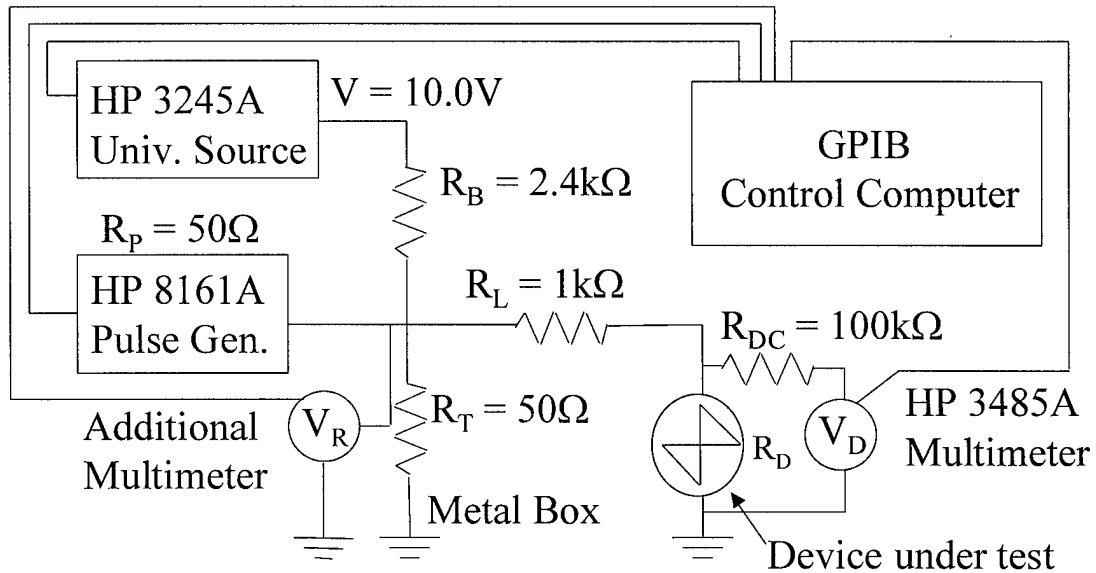 HP 3245A
Univ. Source
V = 10.0V
GPIB
Control Computer
R_B = 2.4kΩ
R_P = 50Ω
HP 8161A
Pulse Gen.
R_L = 1kΩ
R_DC = 100kΩ
Additional
Multimeter
V_R
R_T = 50Ω
R_D
V_D
HP 3485A
Multimeter
Metal Box
Device under test